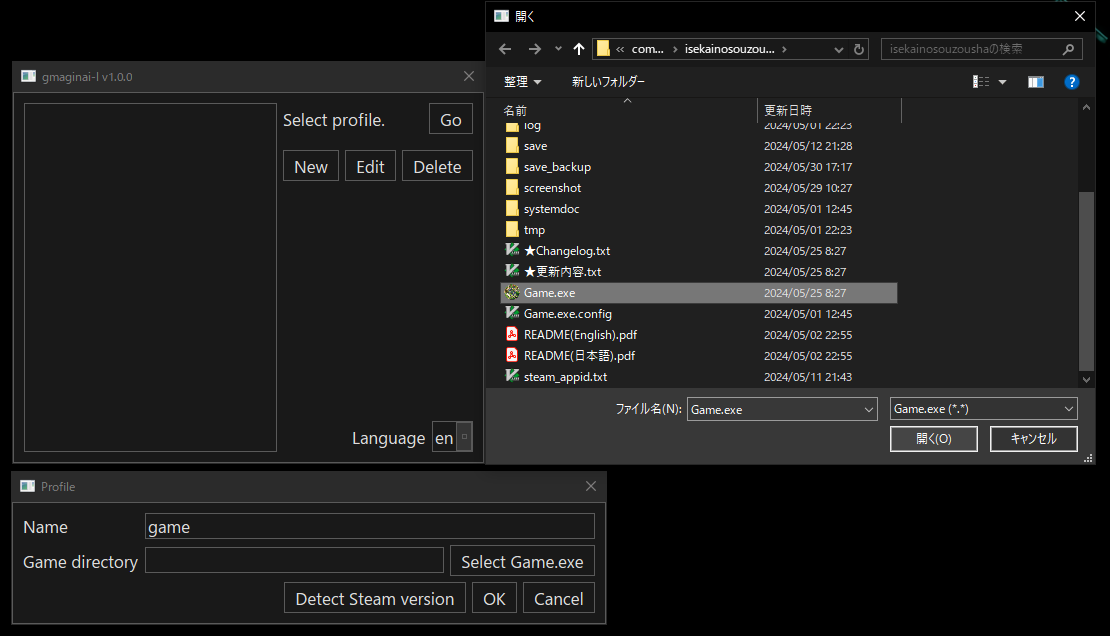 gmaginai-l v1.0.0
Select profile.
Go
New
Edit
Delete
Language
en
開く
« com... › isekainosouzou... ›
isekainosouzoushaの検索
整理
新しいフォルダー
名前
更新日時
log 2024/05/01 22:23
save 2024/05/12 21:28
save_backup 2024/05/30 17:17
screenshot 2024/05/29 10:27
systemdoc 2024/05/01 12:45
tmp 2024/05/01 22:23
★Changelog.txt 2024/05/25 8:27
★更新内容.txt 2024/05/25 8:27
Game.exe 2024/05/25 8:27
Game.exe.config 2024/05/01 12:45
README(English).pdf 2024/05/02 22:55
README(日本語).pdf 2024/05/02 22:55
steam_appid.txt 2024/05/11 21:43
ファイル名(N):
Game.exe
Game.exe (*.*)
開く(O)
キャンセル
Profile
Name
game
Game directory
Select Game.exe
Detect Steam version
OK
Cancel